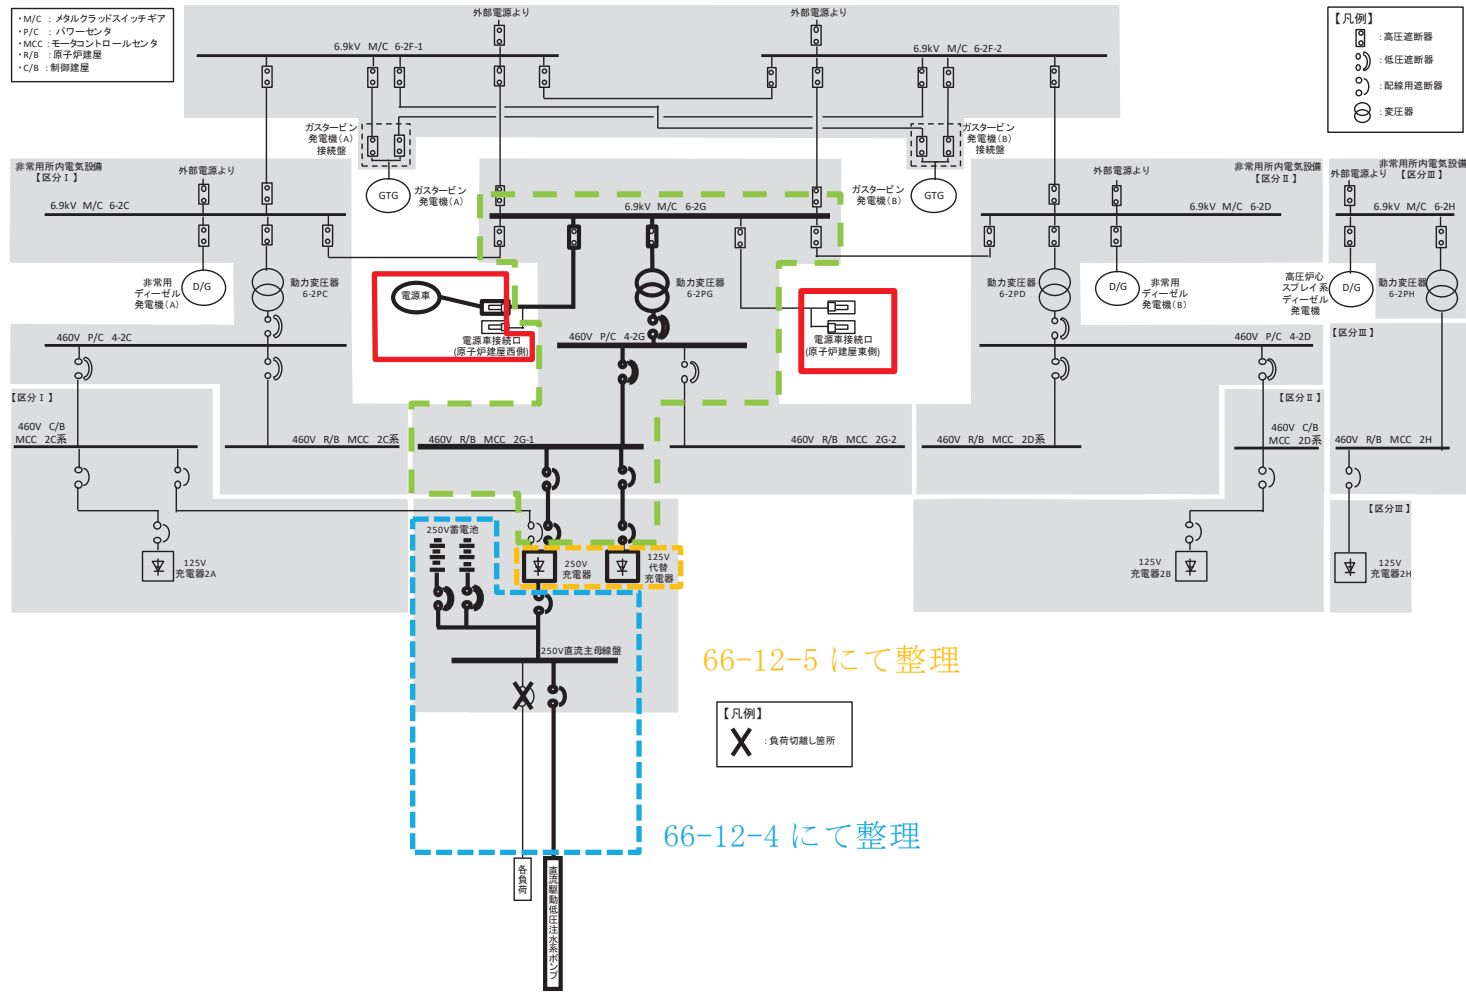 ・M/C : メタルクラッドスイッチギア
・P/C : パワーセンタ
・MCC : モータコントロールセンタ
・R/B : 原子炉建屋
・C/B : 制御建屋
外部電源より
外部電源より
【凡例】
: 高圧遮断器
: 低圧遮断器
: 配線用遮断器
: 変圧器
6.9kV M/C 6-2F-1
6.9kV M/C 6-2F-2
ガスタービン
発電機(A)
接続盤
ガスタービン
発電機(B)
接続盤
非常用所内電気設備
【区分Ⅰ】
外部電源より
GTG
ガスタービン
発電機(A)
ガスタービン
発電機(B)
GTG
外部電源より
非常用所内電気設備
【区分Ⅱ】
非常用所内電気設備
外部電源より
【区分Ⅲ】
6.9kV M/C 6-2C
6.9kV M/C 6-2G
6.9kV M/C 6-2D
6.9kV M/C 6-2H
D/G
非常用
ディーゼル
発電機(A)
動力変圧器
6-2PC
電源車
電源車接続口
(原子炉建屋西側)
動力変圧器
6-2PG
電源車接続口
(原子炉建屋東側)
動力変圧器
6-2PD
D/G
非常用
ディーゼル
発電機(B)
高圧炉心
スプレイ系
ディーゼル
発電機
D/G
動力変圧器
6-2PH
460V P/C 4-2C
460V P/C 4-2G
460V P/C 4-2D
【区分Ⅲ】
【区分Ⅰ】
【区分Ⅱ】
460V C/B
MCC 2C系
460V R/B MCC 2C系
460V R/B MCC 2G-1
460V R/B MCC 2G-2
460V R/B MCC 2D系
460V C/B
MCC 2D系
460V R/B MCC 2H
【区分Ⅲ】
250V蓄電池
125V
充電器2A
250V
充電器
125V
代替
充電器
125V
充電器2B
125V
充電器2H
250V直流主母線盤
66-12-5 にて整理
【凡例】
: 負荷切離し箇所
66-12-4 にて整理
各負荷
直流駆動低圧注水系ポンプ